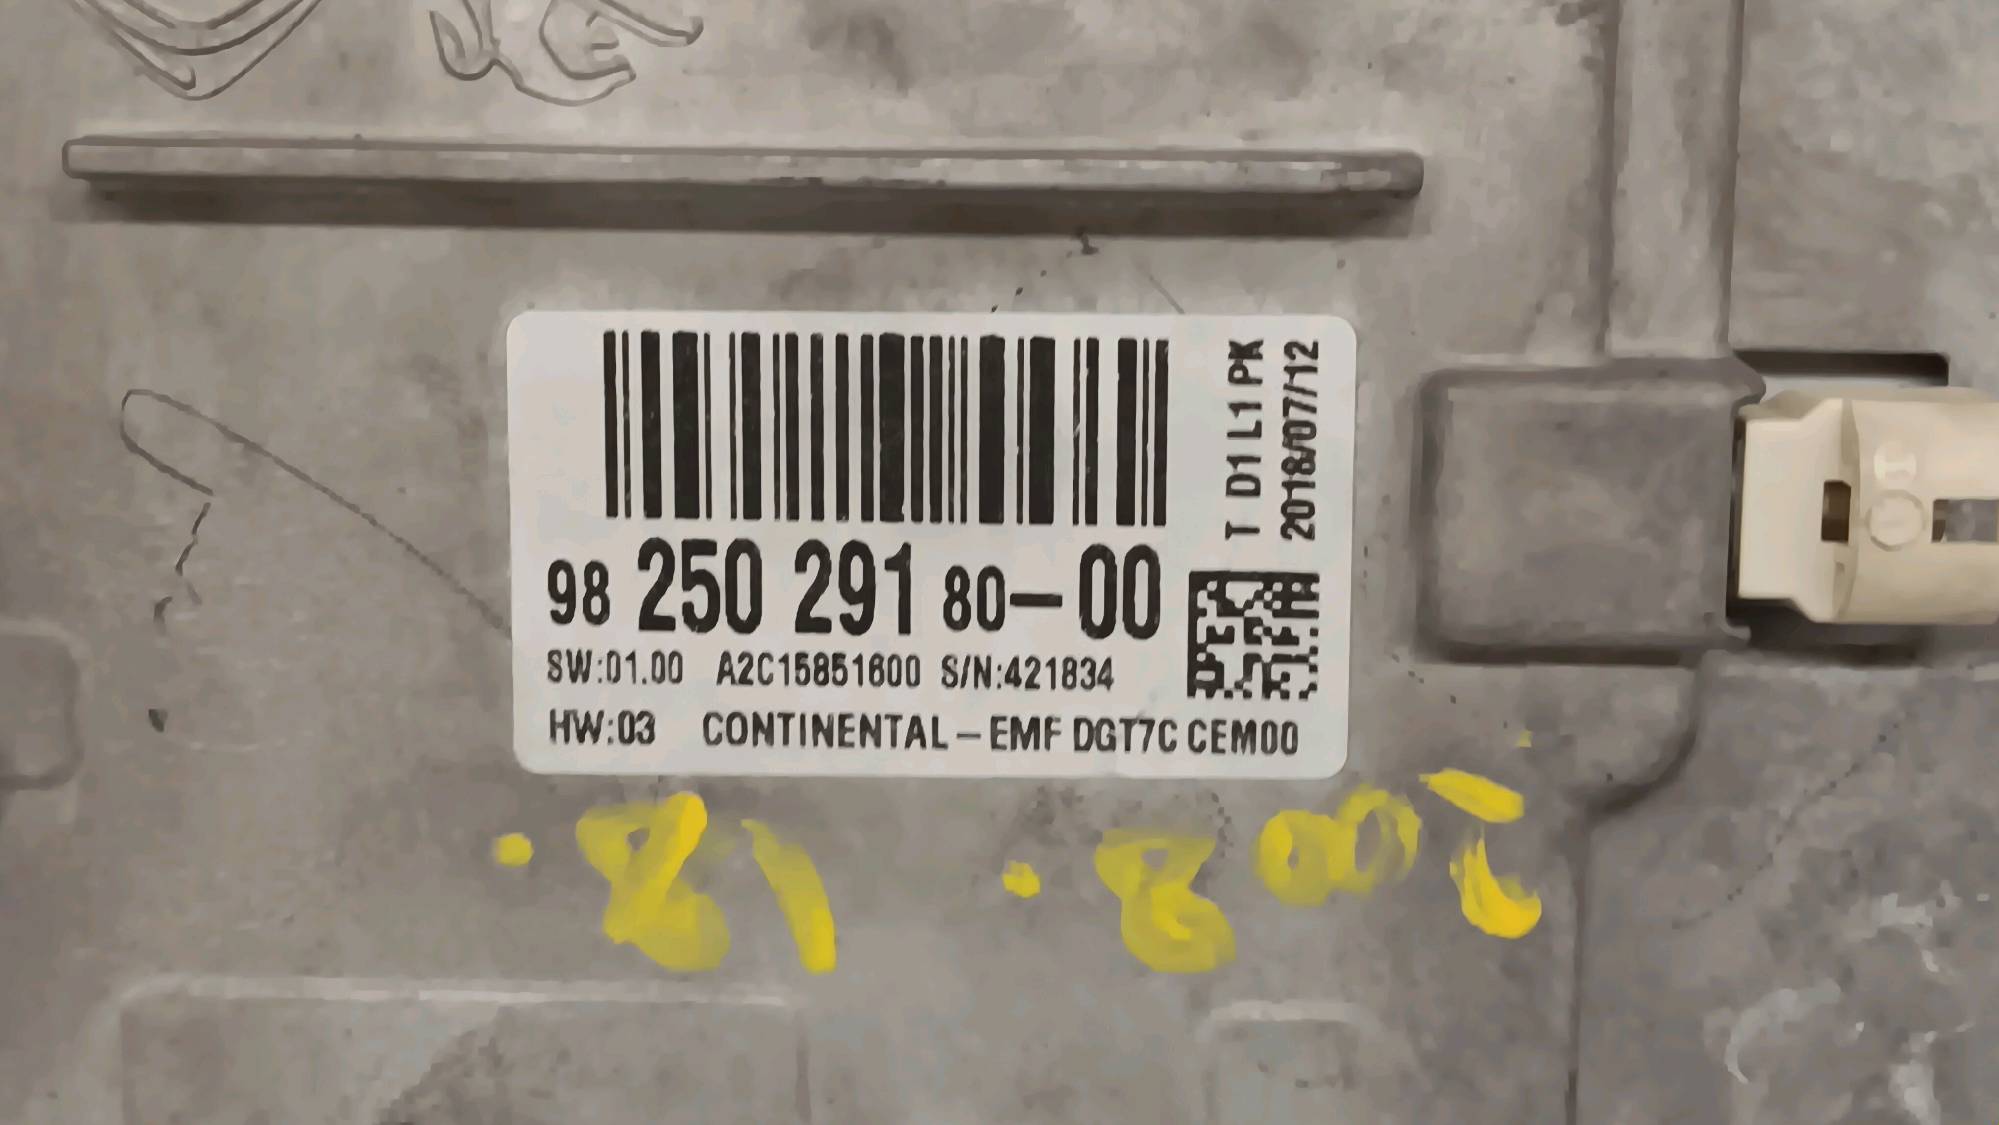 T D1 L1 PK
2018/07/12
98 250 291 80-00
SW:01.00 A2C15851600 S/N:421834
HW:03 CONTINENTAL-EMF DGT7C CEM00